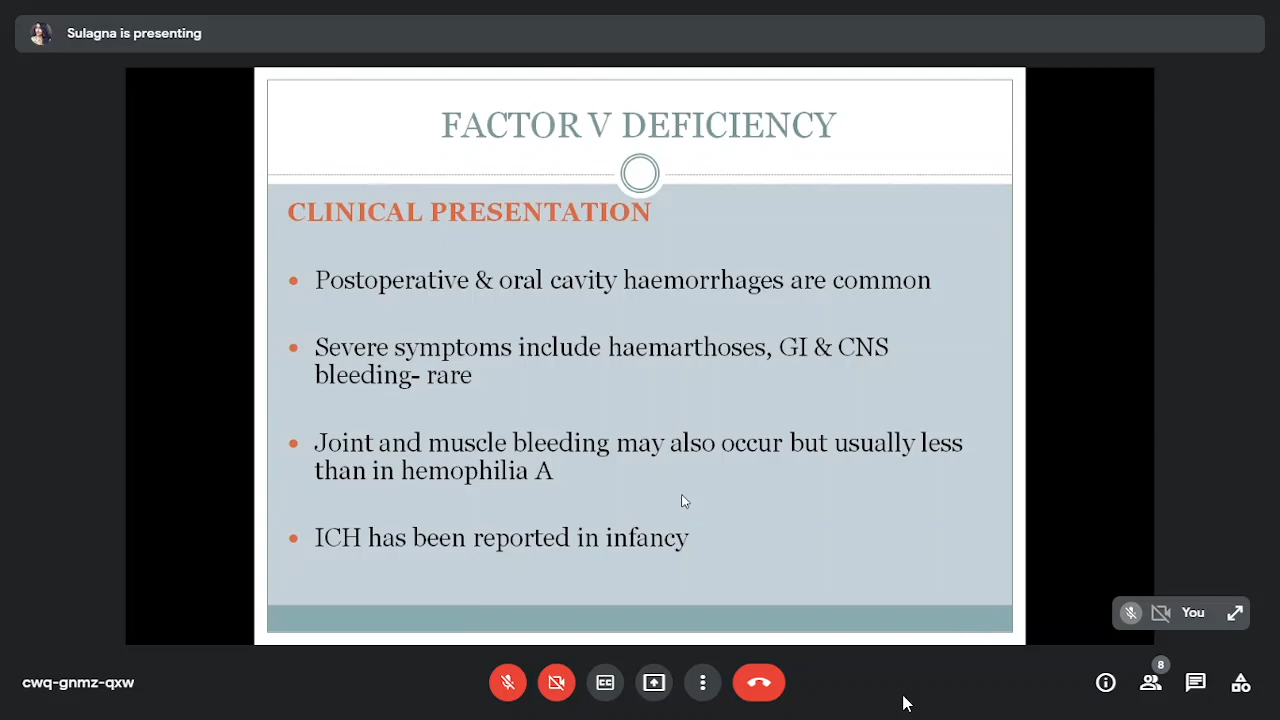 Sulagna is presenting
FACTOR V DEFICIENCY
CLINICAL PRESENTATION
• Postoperative & oral cavity haemorrhages are common
• Severe symptoms include haemarthoses, GI & CNS
bleeding- rare
• Joint and muscle bleeding may also occur but usually less
than in hemophilia A
• ICH has been reported in infancy
You
8
cwq-gnmz-qxw
CC